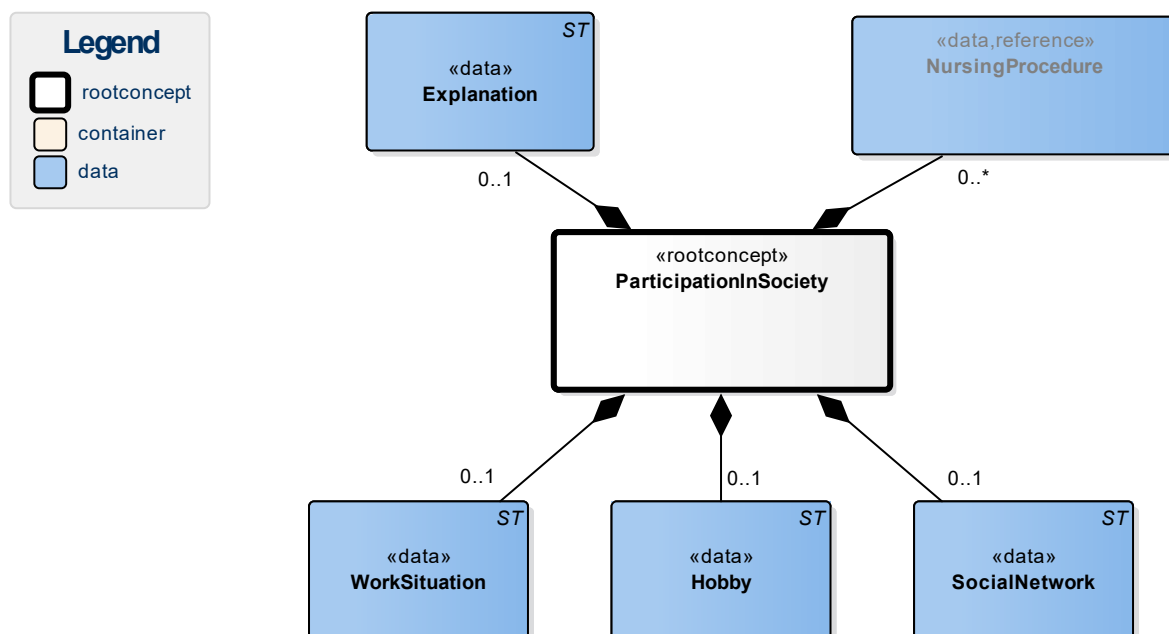 Legend
rootconcept
container
data
ST
«data»
Explanation
«data,reference»
NursingProcedure
0..1
0..*
«rootconcept»
ParticipationInSociety
0..1
0..1
0..1
ST
«data»
WorkSituation
ST
«data»
Hobby
ST
«data»
SocialNetwork